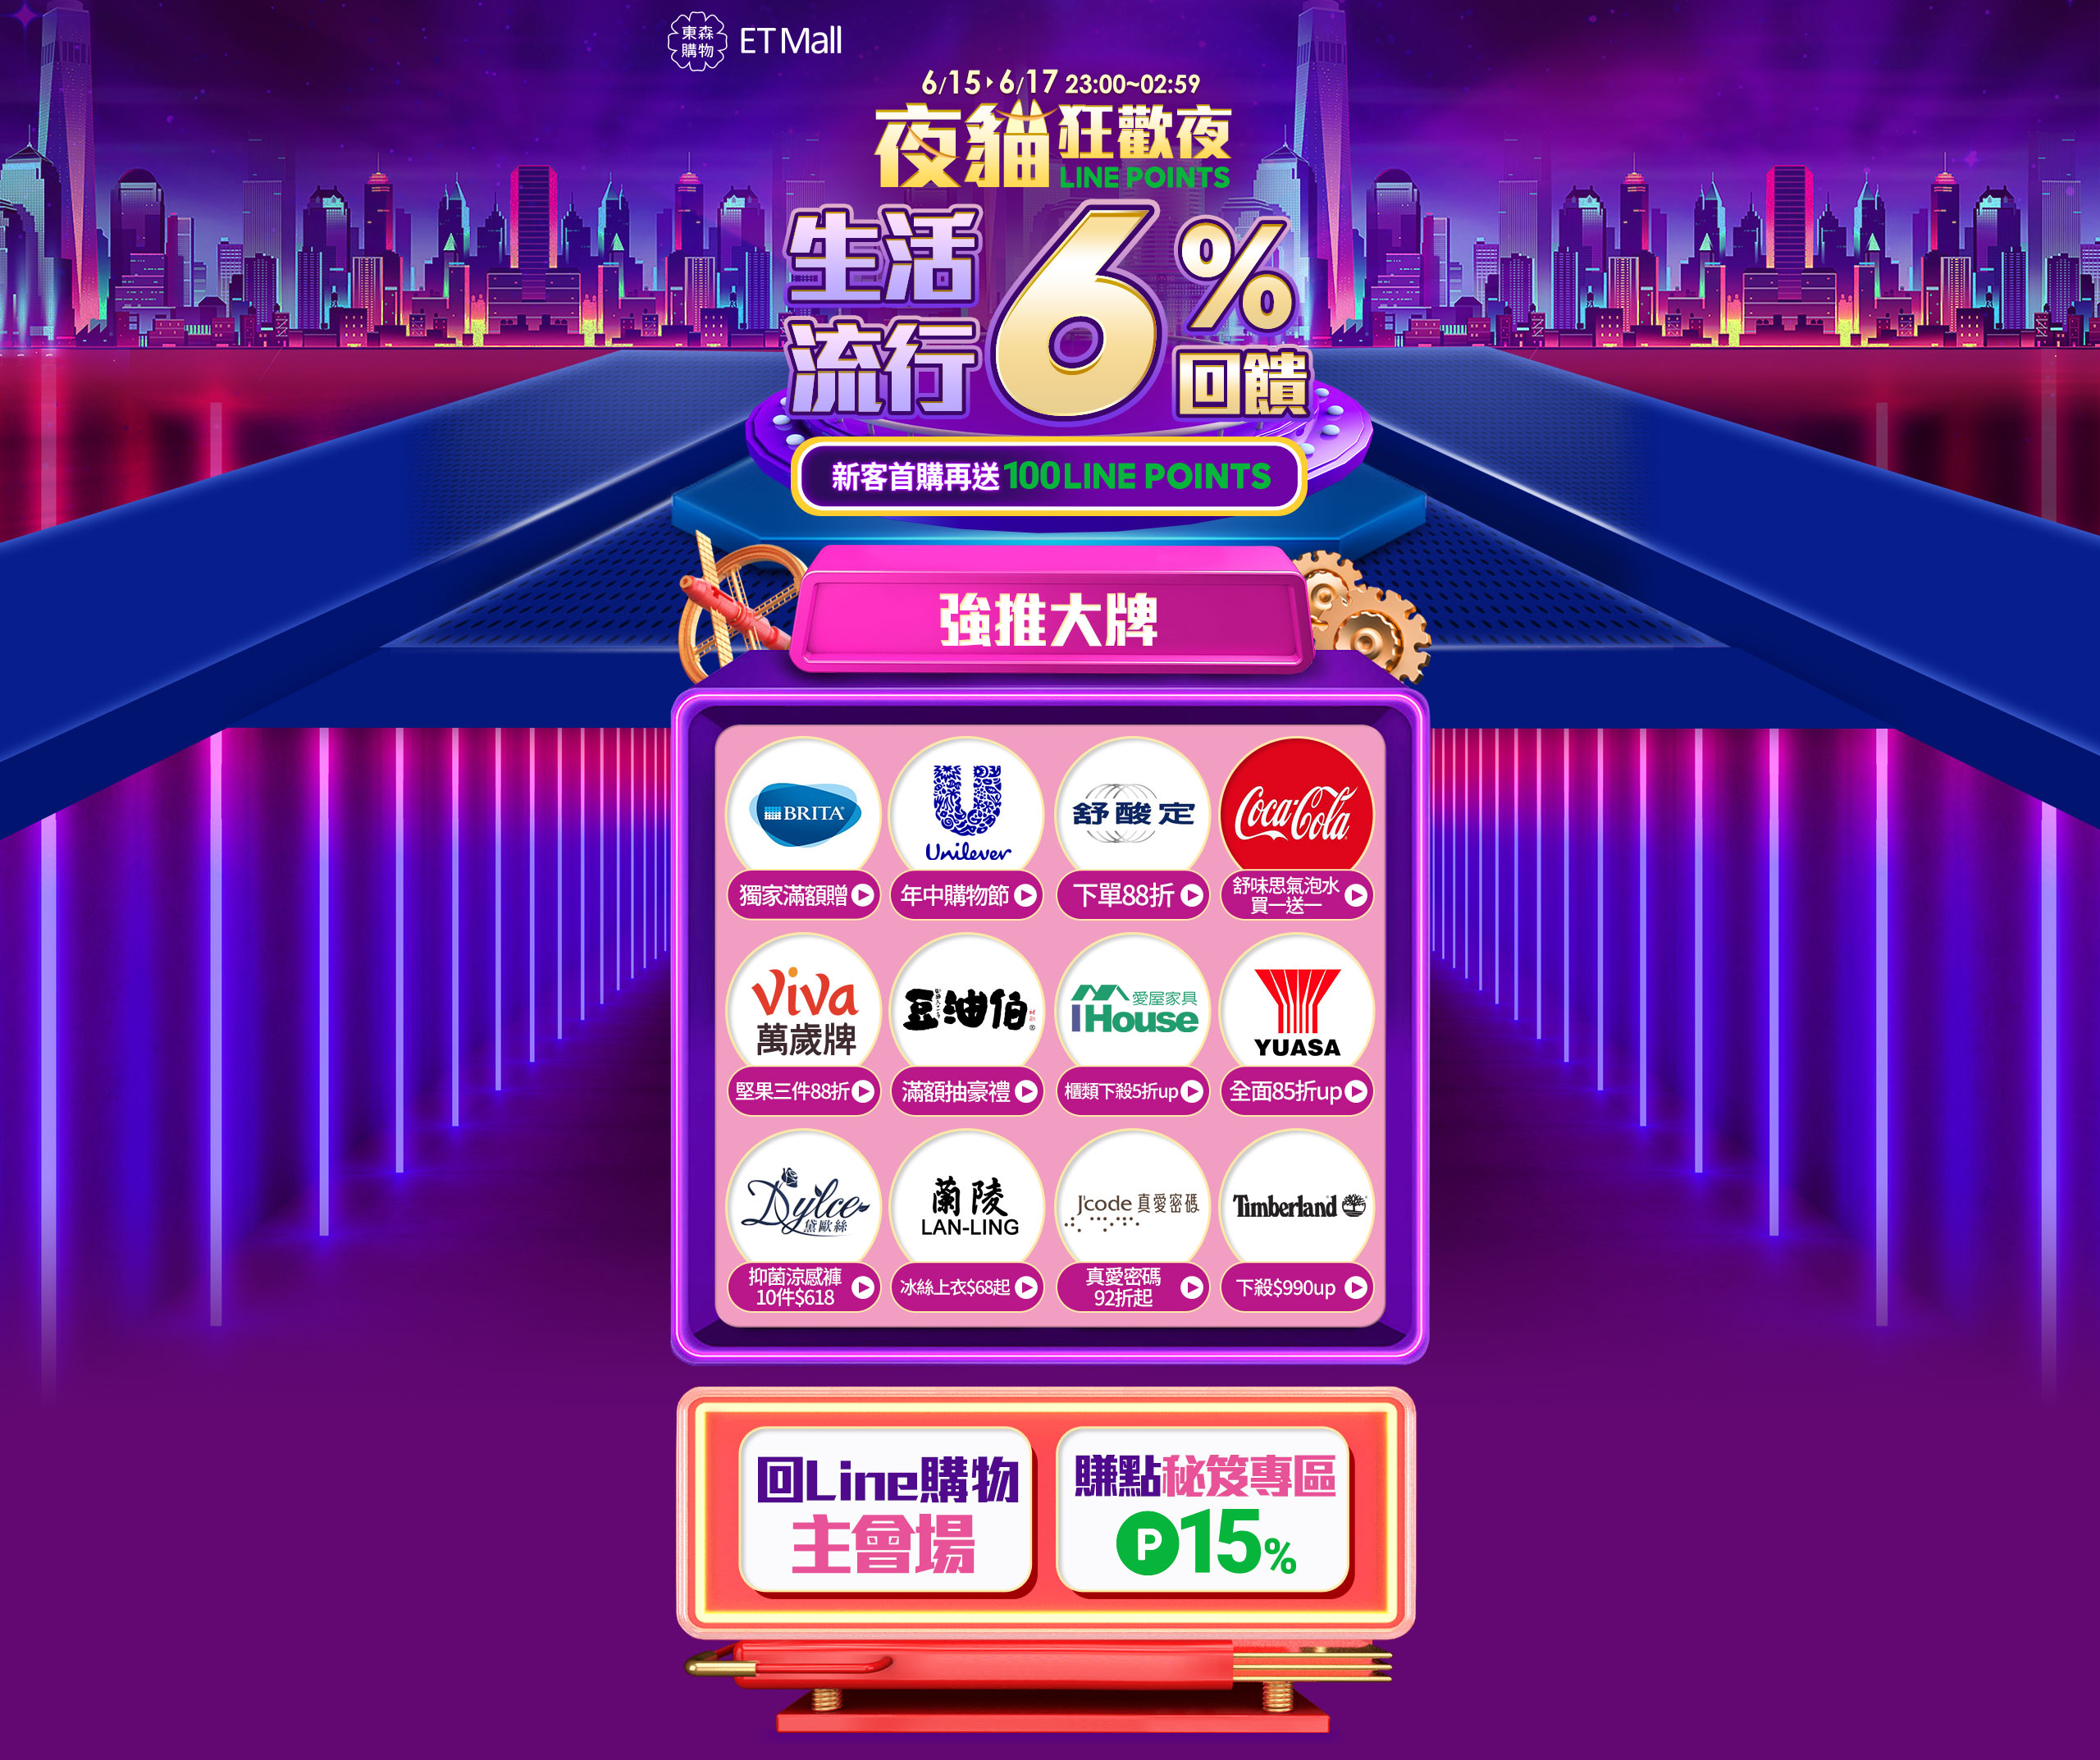 東森
購物
ET Mall
6/15▸6/17 23:00~02:59
夜貓狂歡夜
LINE POINTS
生活
流行
6%
回饋
新客首購再送100LINE POINTS
強推大牌
BRITA
獨家滿額贈
Unilever
年中購物節
舒酸定
下單88折
Coca-Cola
舒味思氣泡水
買一送一
Viva
萬歲牌
堅果三件88折
豆油伯
滿額抽豪禮
愛屋家具
iHouse
櫃類下殺5折up
YUASA
全面85折up
Dylce
黛歐絲
抑菌涼感褲
10件$618
蘭陵
LAN-LING
冰絲上衣$68起
J'code 真愛密碼
真愛密碼
92折起
Timberland
下殺$990up
回Line購物
主會場
賺點秘笈專區
P15%